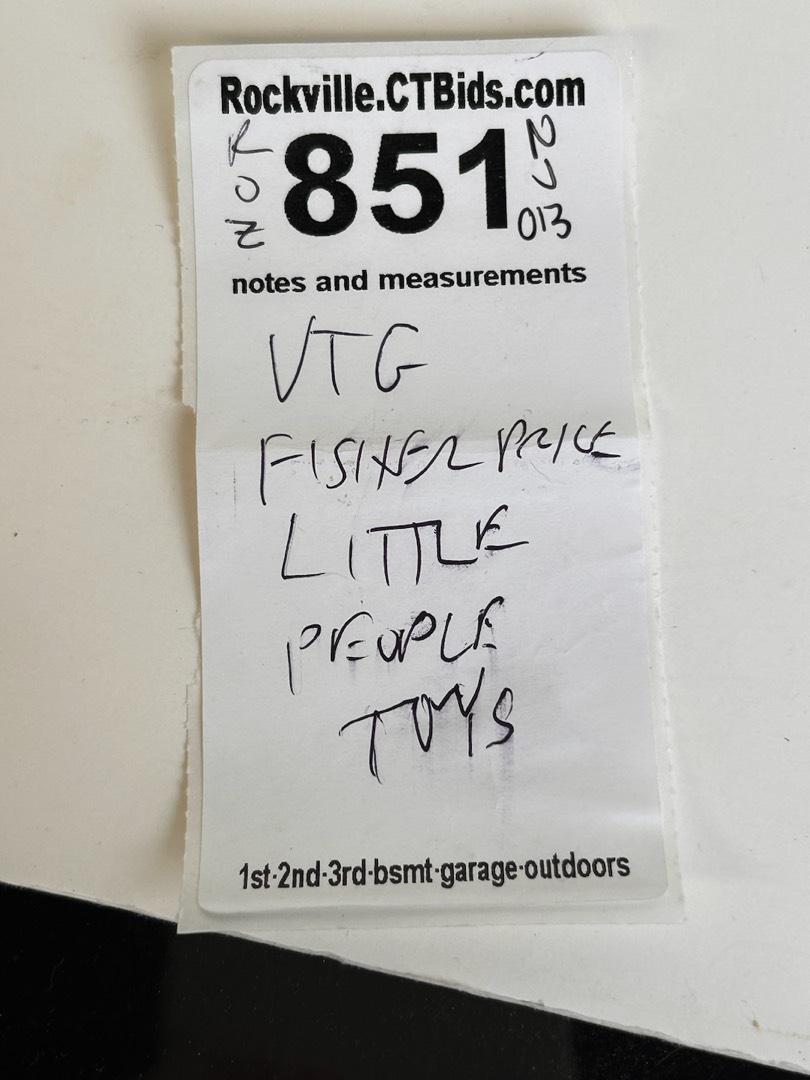 Rockville.CTBids.com
851
013
notes and measurements
VTG
FISHER PRICE
LITTLE
PEOPLE
TOYS
1st·2nd·3rd·bsmt·garage·outdoors